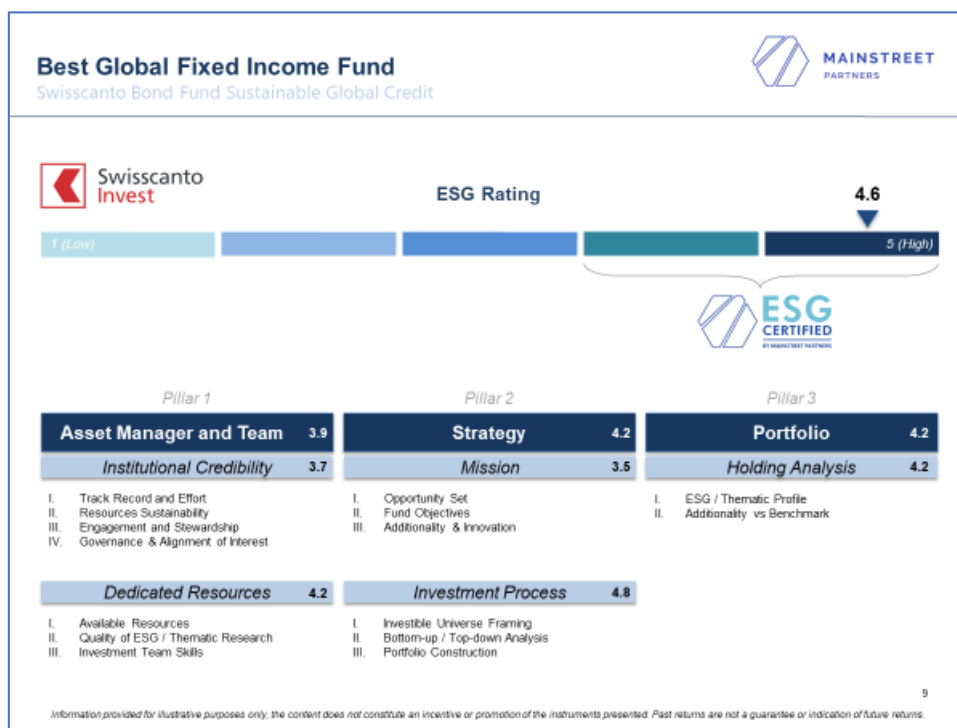 Best Global Fixed Income Fund
Swisscanto Bond Fund Sustainable Global Credit
MAINSTREET
PARTNERS
Swisscanto
Invest
ESG Rating
4.6
1 (Low)
5 (High)
ESG
CERTIFIED
BY MAINSTREET PARTNERS
Pillar 1
Asset Manager and Team 3.9
Institutional Credibility 3.7
I. Track Record and Effort
II. Resources Sustainability
III. Engagement and Stewardship
IV. Governance & Alignment of Interest
Dedicated Resources 4.2
I. Available Resources
II. Quality of ESG / Thematic Research
III. Investment Team Skills
Pillar 2
Strategy 4.2
Mission 3.5
I. Opportunity Set
II. Fund Objectives
III. Additionality & Innovation
Investment Process 4.8
I. Investible Universe Framing
II. Bottom-up / Top-down Analysis
III. Portfolio Construction
Pillar 3
Portfolio 4.2
Holding Analysis 4.2
I. ESG / Thematic Profile
II. Additionality vs Benchmark
9
Information provided for illustrative purposes only, the content does not constitute an incentive or promotion of the instruments presented. Past returns are not a guarantee or indication of future returns.